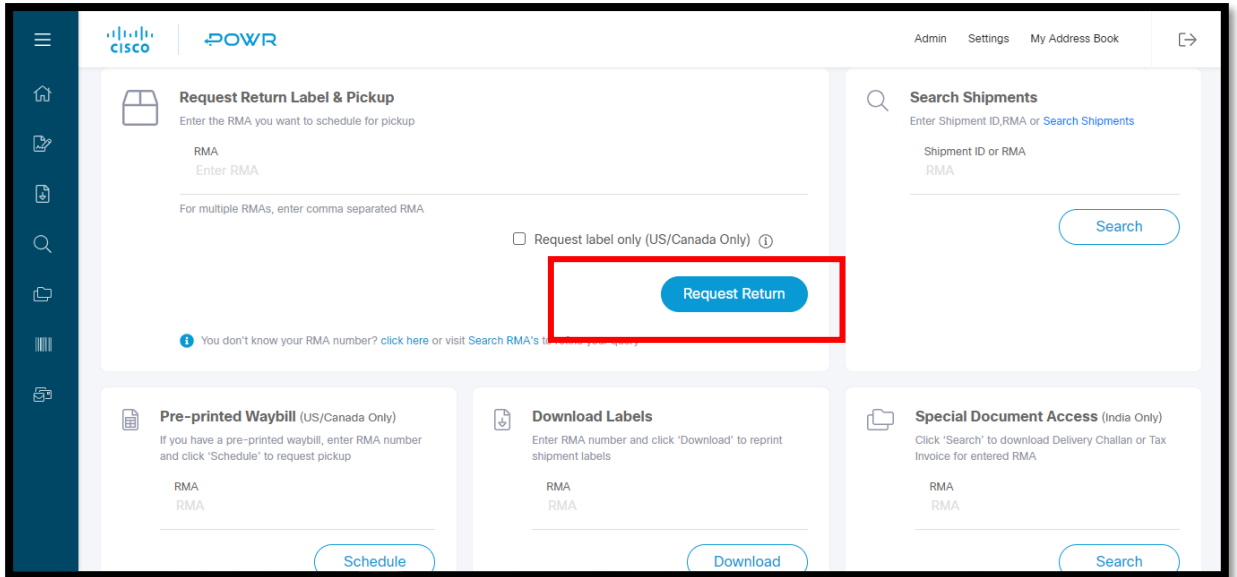 CISCO
POWR
Admin Settings My Address Book
Request Return Label & Pickup
Enter the RMA you want to schedule for pickup
RMA
Enter RMA
For multiple RMAs, enter comma separated RMA
Request label only (US/Canada Only)
Request Return
You don't know your RMA number? click here or visit Search RMA's to refine your query
Search Shipments
Enter Shipment ID,RMA or Search Shipments
Shipment ID or RMA
RMA
Search
Pre-printed Waybill (US/Canada Only)
If you have a pre-printed waybill, enter RMA number
and click 'Schedule' to request pickup
RMA
RMA
Schedule
Download Labels
Enter RMA number and click 'Download' to reprint
shipment labels
RMA
RMA
Download
Special Document Access (India Only)
Click 'Search' to download Delivery Challan or Tax
Invoice for entered RMA
RMA
RMA
Search